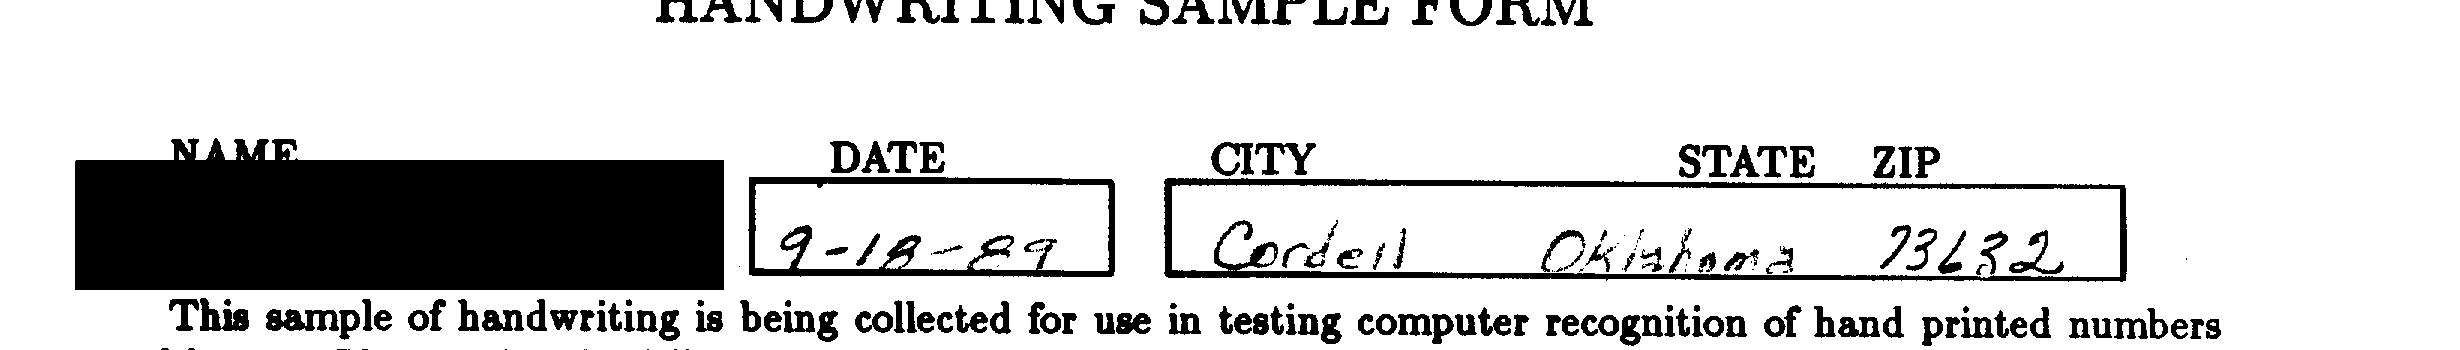 HANDWRITING SAMPLE FORM
NAME DATE CITY STATE ZIP
9-18-89 Cordell Oklahoma 73632
This sample of handwriting is being collected for use in testing computer recognition of hand printed numbers